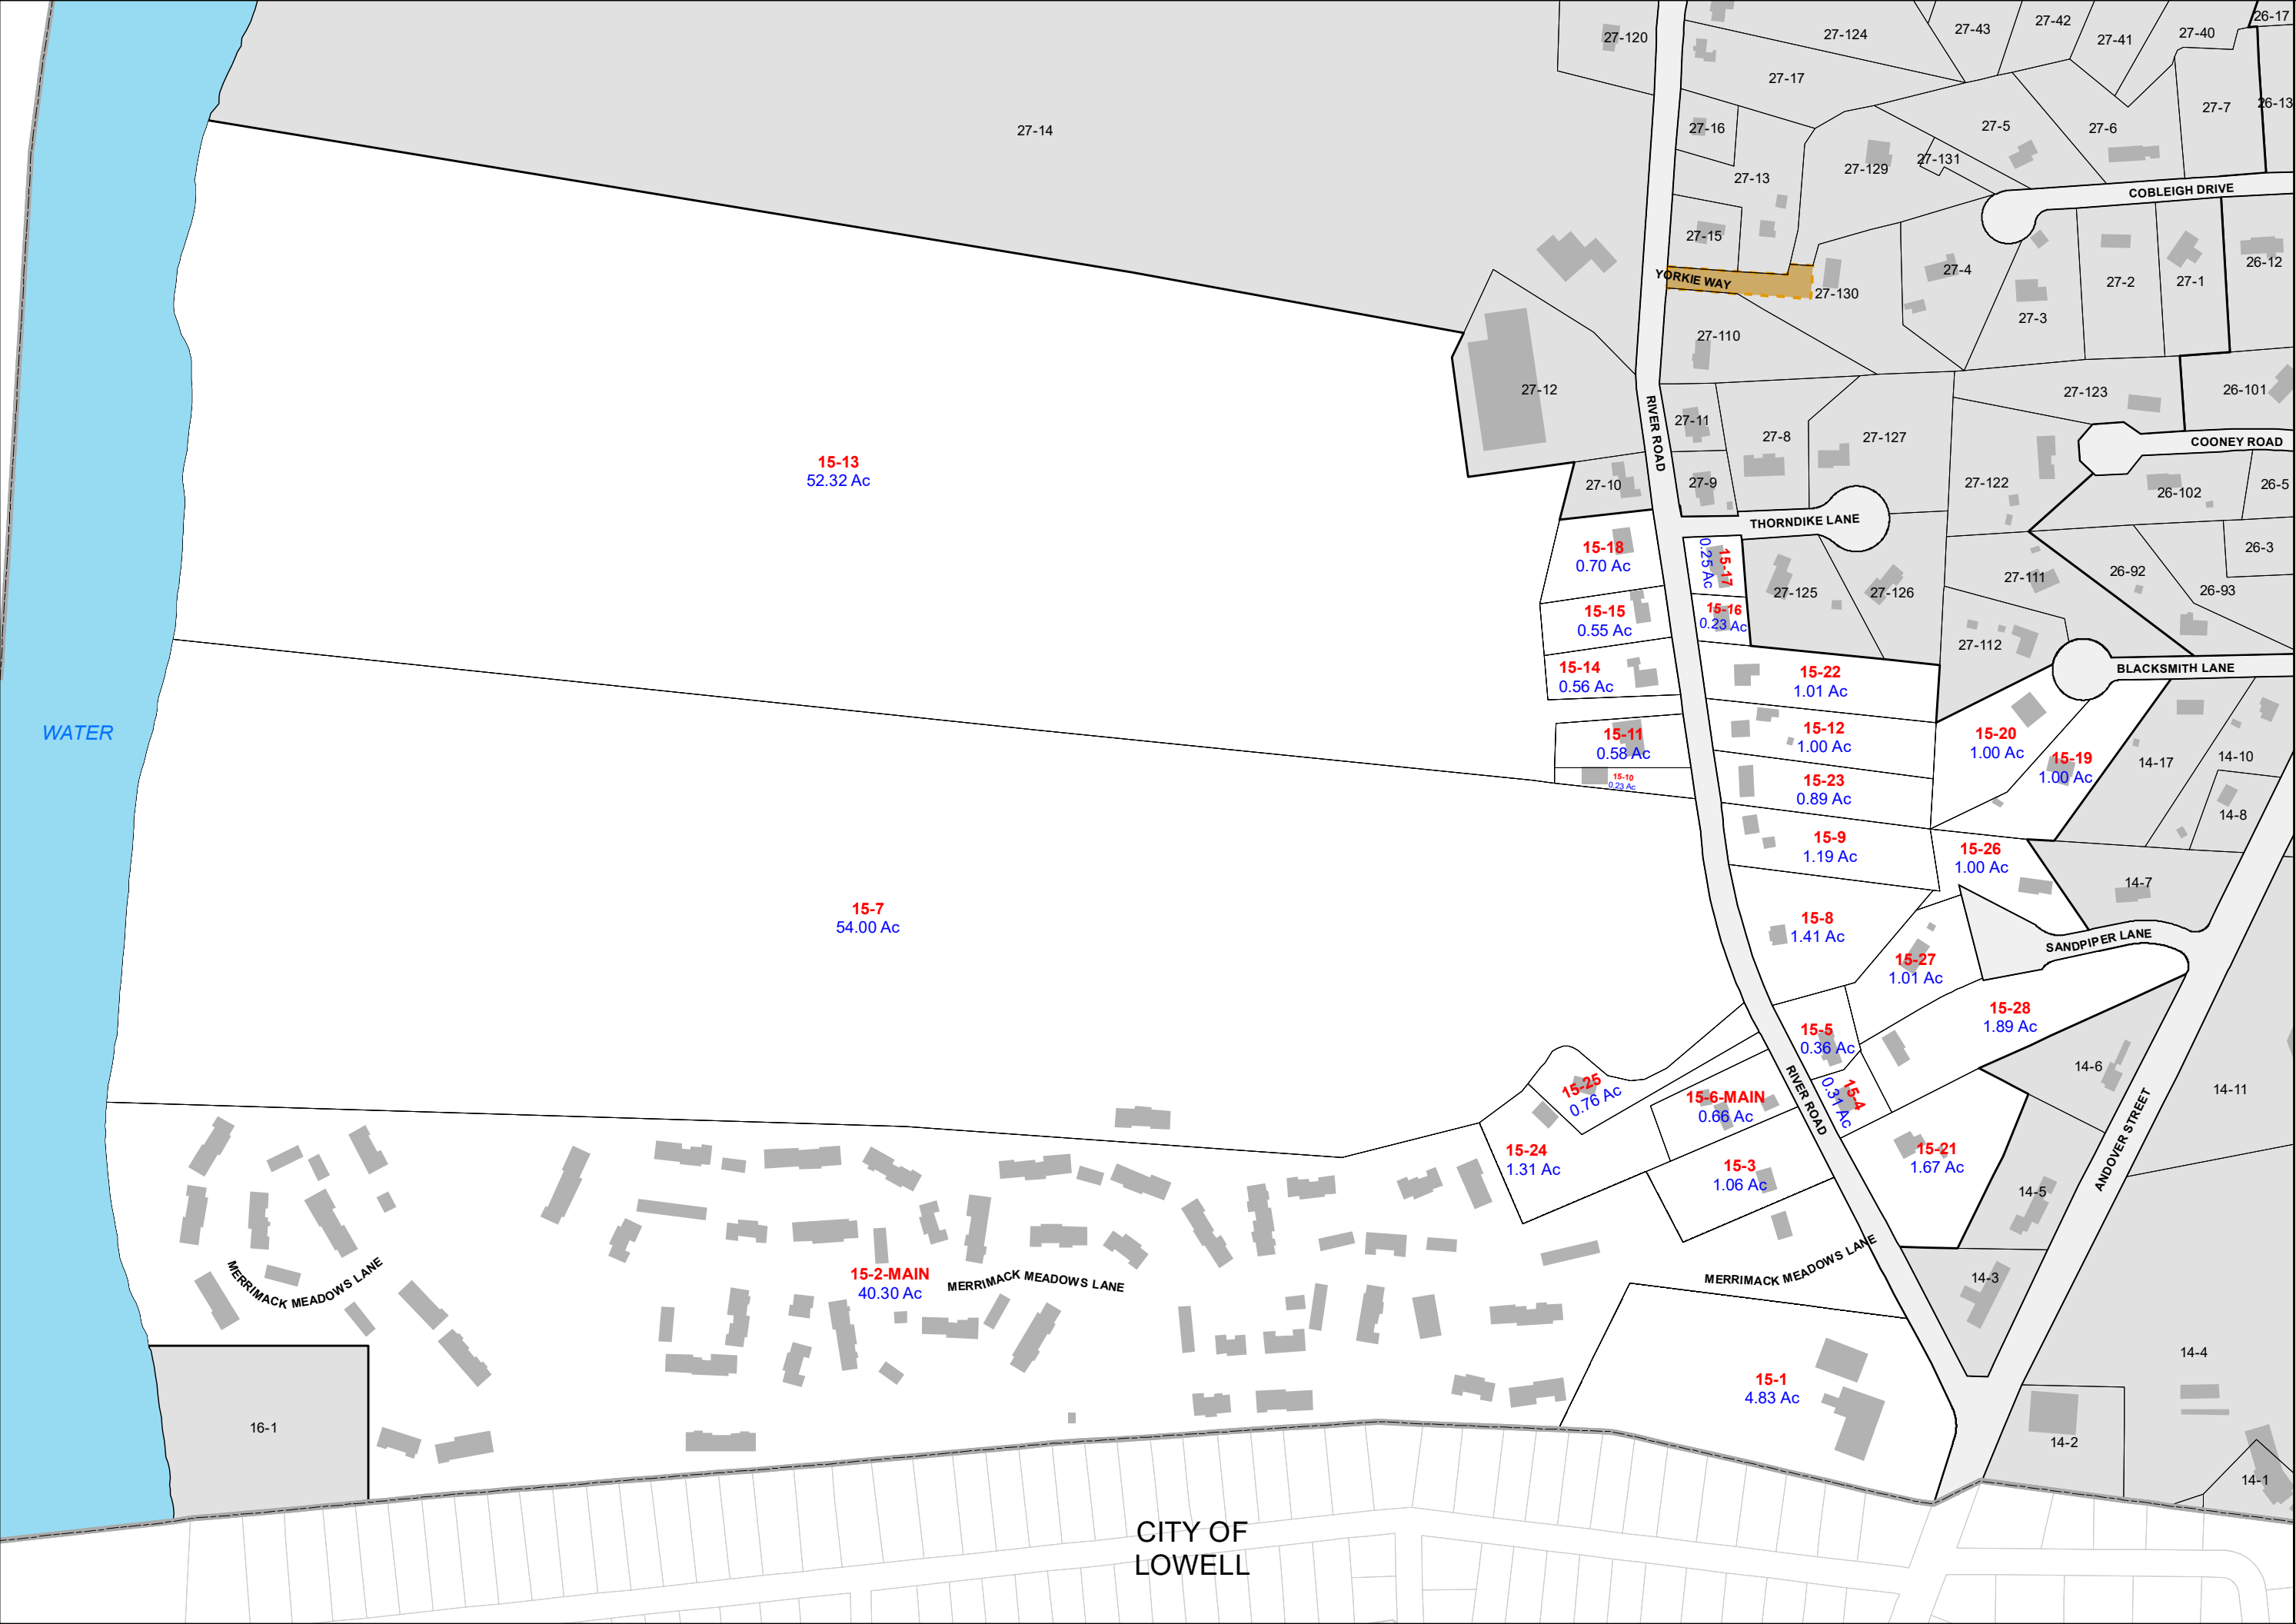 27-120
27-124
27-43
27-42
27-41
27-40
26-17
27-17
27-14
27-16
27-5
27-6
27-7
26-13
27-13
27-129
27-131
COBLEIGH DRIVE
27-15
YORKIE WAY
27-130
27-4
27-3
27-2
27-1
26-12
27-110
27-12
RIVER ROAD
27-11
27-8
27-127
27-123
26-101
COONEY ROAD
15-13
52.32 Ac
27-10
27-9
27-122
26-102
26-5
THORNDIKE LANE
15-18
0.70 Ac
15-17
0.25 Ac
27-125
27-126
27-111
26-92
26-93
26-3
15-15
0.55 Ac
15-16
0.23 Ac
27-112
BLACKSMITH LANE
15-14
0.56 Ac
15-22
1.01 Ac
WATER
15-11
0.58 Ac
15-12
1.00 Ac
15-20
1.00 Ac
15-19
1.00 Ac
14-17
14-10
15-10
0.23 Ac
15-23
0.89 Ac
14-8
15-9
1.19 Ac
15-26
1.00 Ac
14-7
15-7
54.00 Ac
15-8
1.41 Ac
SANDPIPER LANE
15-27
1.01 Ac
15-28
1.89 Ac
15-5
0.36 Ac
15-25
0.76 Ac
15-6-MAIN
0.66 Ac
RIVER ROAD
15-4
0.31 Ac
14-6
14-11
ANDOVER STREET
15-24
1.31 Ac
15-3
1.06 Ac
15-21
1.67 Ac
14-5
MERRIMACK MEADOWS LANE
15-2-MAIN
40.30 Ac
MERRIMACK MEADOWS LANE
MERRIMACK MEADOWS LANE
14-3
15-1
4.83 Ac
14-4
16-1
14-2
14-1
CITY OF
LOWELL